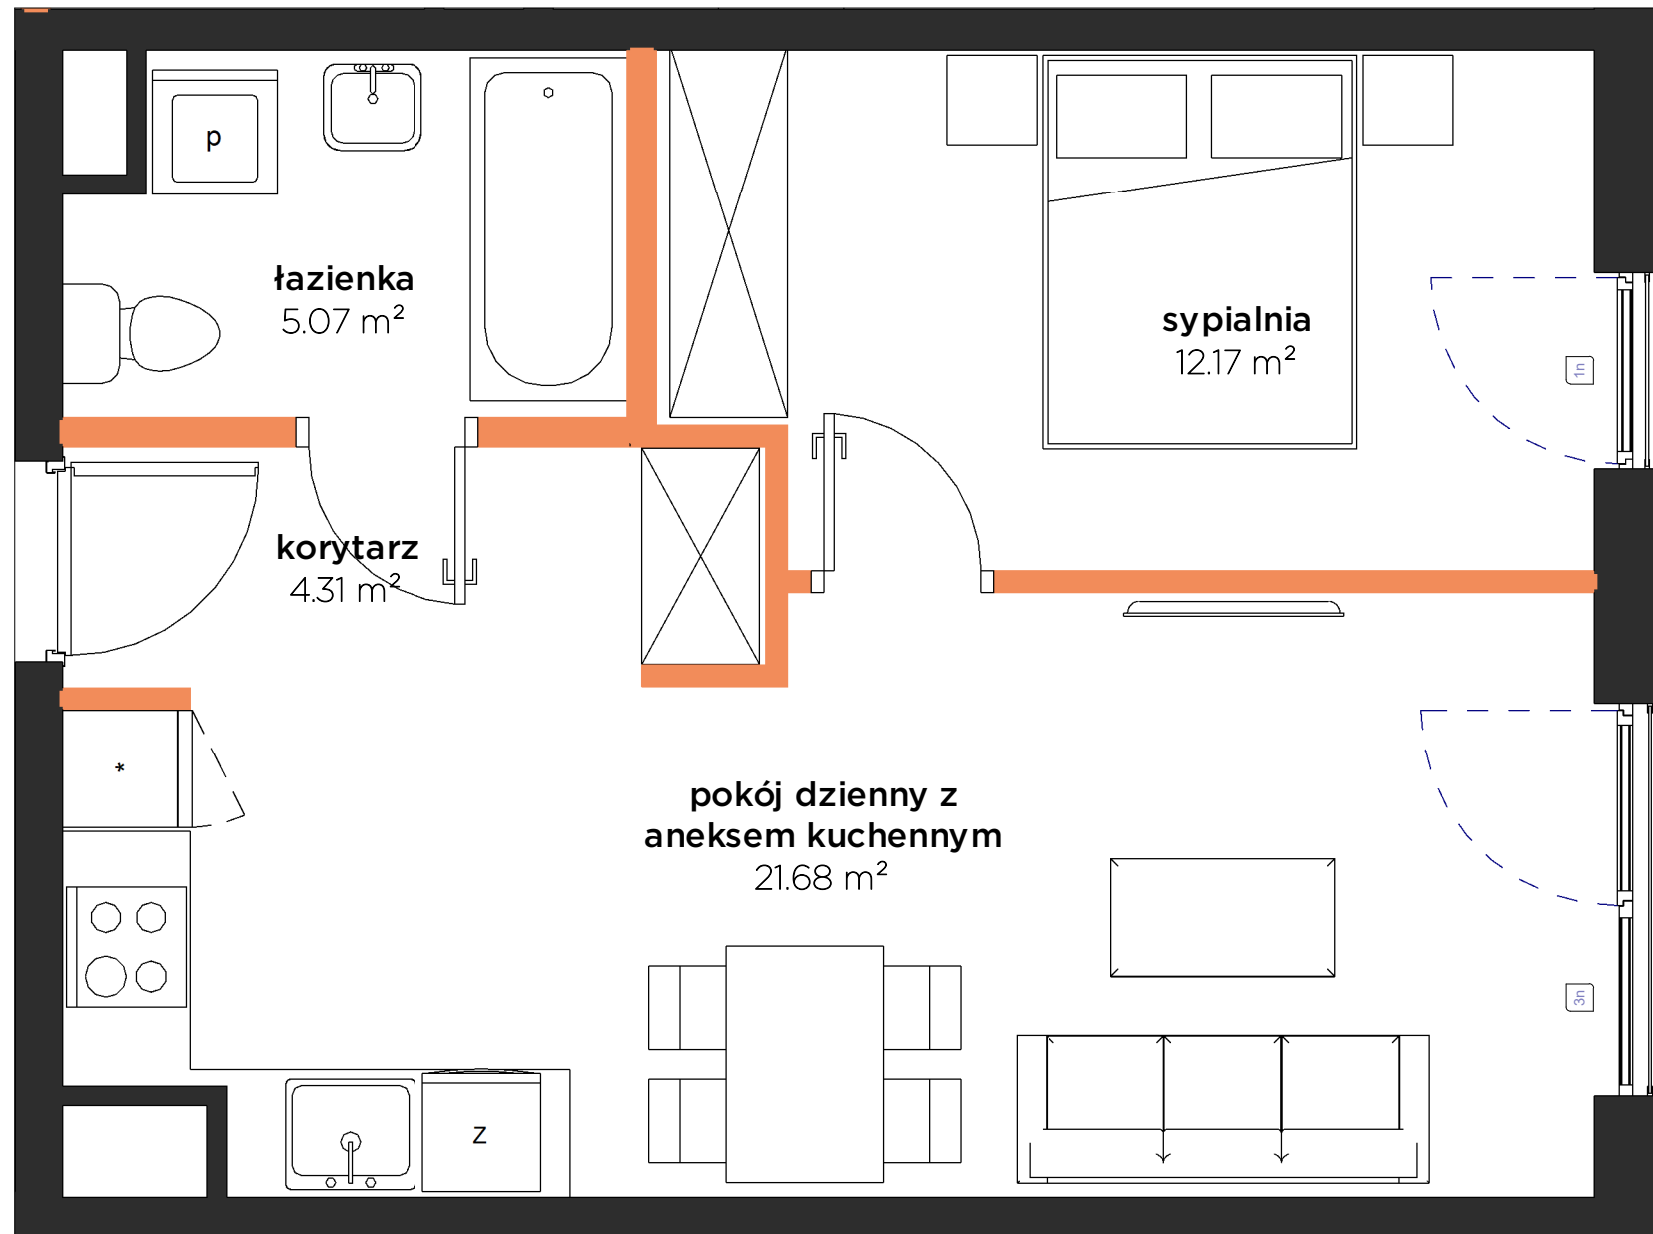 p
łazienka
5.07 m²
sypialnia
12.17 m²
1n
korytarz
4.31 m²
*
pokój dzienny z
aneksem kuchennym
21.68 m²
3n
z